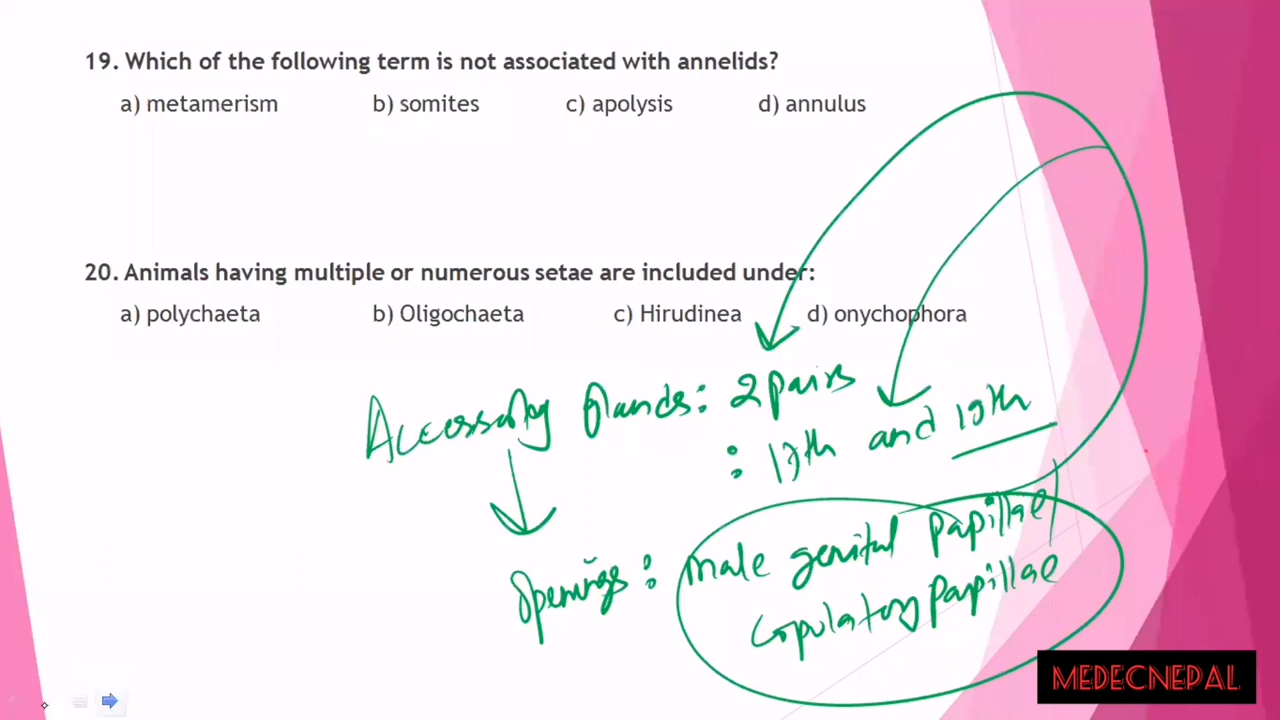 19. Which of the following term is not associated with annelids?
a) metamerism b) somites c) apolysis d) annulus
20. Animals having multiple or numerous setae are included under:
a) polychaeta b) Oligochaeta c) Hirudinea d) onychophora
Accessory glands: 2 pairs
: 17th and 19th
Openings: male genital papillae/
copulatory papillae
MEDECNEPAL